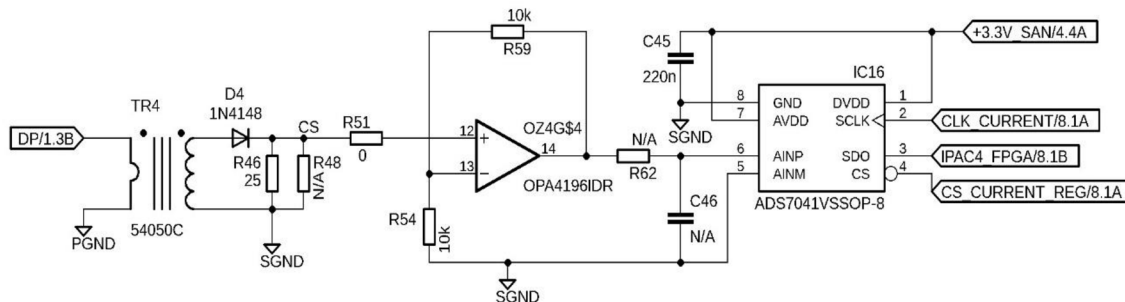 10k
R59
C45
220n
+3.3V_SAN/4.4A
IC16
TR4
D4
1N4148
CS
R51
0
DP/1.3B
R46
25
R48
N/A
12
13
14
OZ4G$4
OPA4196IDR
N/A
R62
SGND
8 GND DVDD 1
7 AVDD SCLK 2
CLK_CURRENT/8.1A
6 AINP SDO 3
IPAC4_FPGA/8.1B
5 AINM CS 4
CS_CURRENT_REG/8.1A
ADS7041VSSOP-8
R54
10k
C46
N/A
PGND
54050C
SGND
SGND